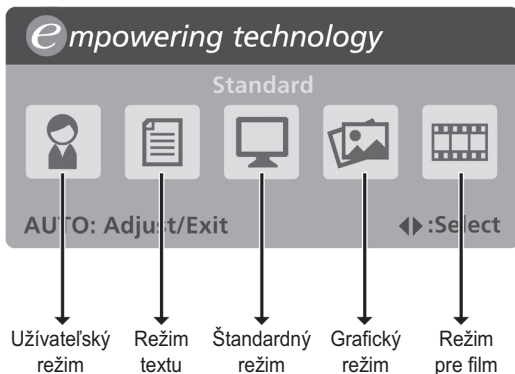 empowering technology
Standard
AUTO: Adjust/Exit ◀▶:Select
Užívateľský režim
Režim textu
Štandardný režim
Grafický režim
Režim pre film